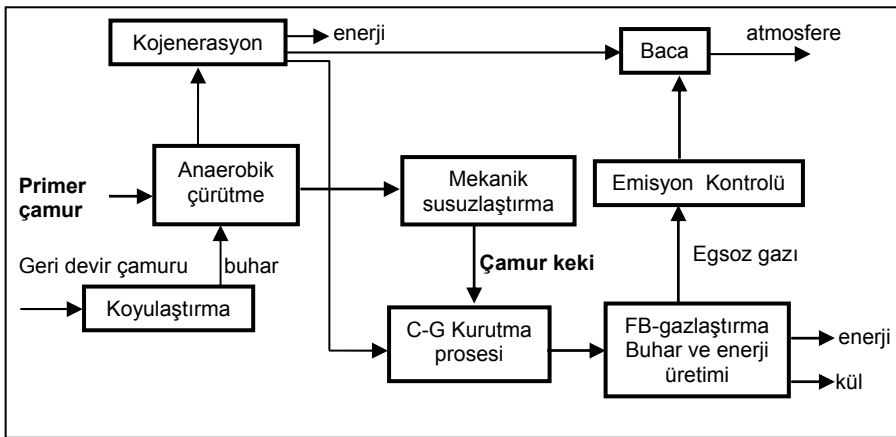 Kojenerasyon
enerji
Baca
atmosfere
Primer
çamur
Anaerobik
çürütme
Mekanik
susuzlaştırma
Emisyon Kontrolü
Geri devir çamuru
buhar
Çamur keki
Egsoz gazı
Koyulaştırma
C-G Kurutma
prosesi
FB-gazlaştırma
Buhar ve enerji
üretimi
enerji
kül